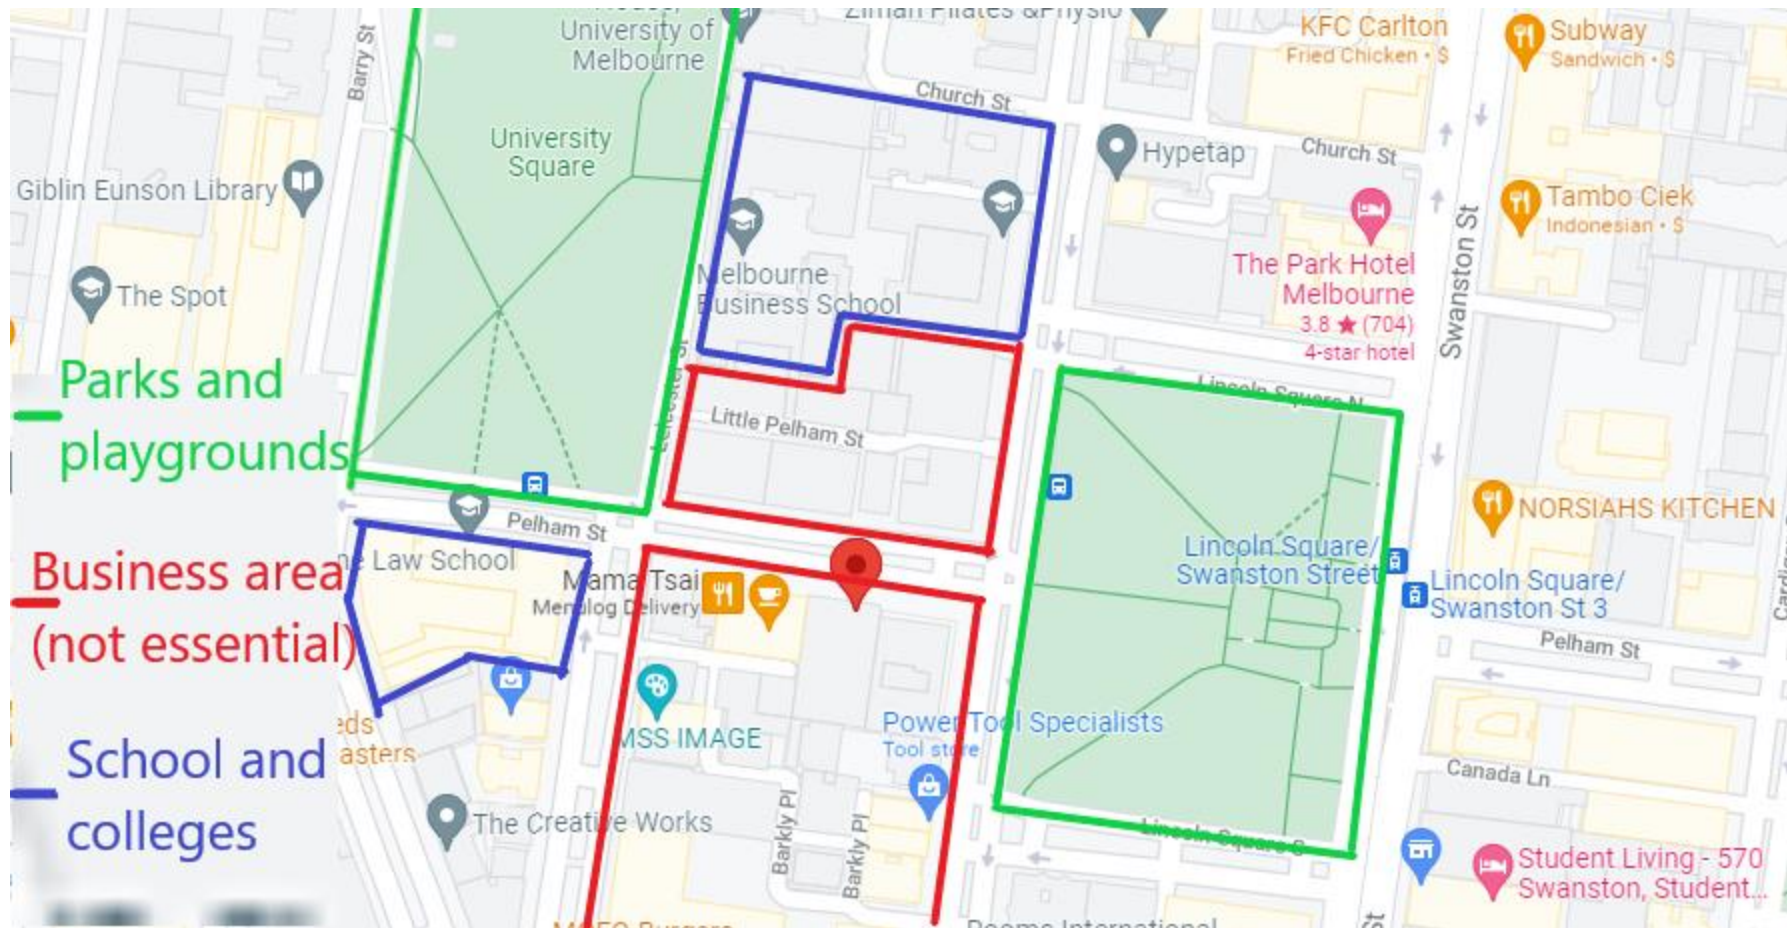 University of
Melbourne
Barry St
University
Square
Giblin Eunson Library
The Spot
Church St
Church St
Hypetap
KFC Carlton
Fried Chicken • $
Subway
Sandwich • $
Tambo Ciek
Indonesian • $
Swanston St
The Park Hotel
Melbourne
3.8 ★ (704)
4-star hotel
Melbourne
Business School
Little Pelham St
Lincoln Square N
Parks and
playgrounds
Business area
(not essential)
School and
colleges
Pelham St
Law School
Mama Tsai
Menulog Delivery
MSS IMAGE
Power Tool Specialists
Tool store
The Creative Works
Barkly Pl
Barkly Pl
Lincoln Square/
Swanston Street
Lincoln Square/
Swanston St 3
NORSIAHS KITCHEN
Pelham St
Canada Ln
Lincoln Square S
Student Living - 570
Swanston, Student...